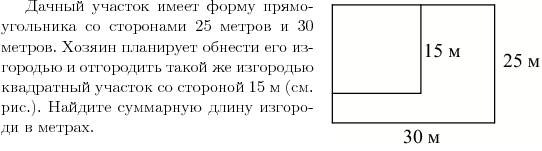 Дачный участок имеет форму прямо-
угольника со сторонами 25 метров и 30
метров. Хозяин планирует обнести его из-
городью и отгородить такой же изгородью
квадратный участок со стороной 15 м (см.
рис.). Найдите суммарную длину изгоро-
ди в метрах.
15 м
25 м
30 м